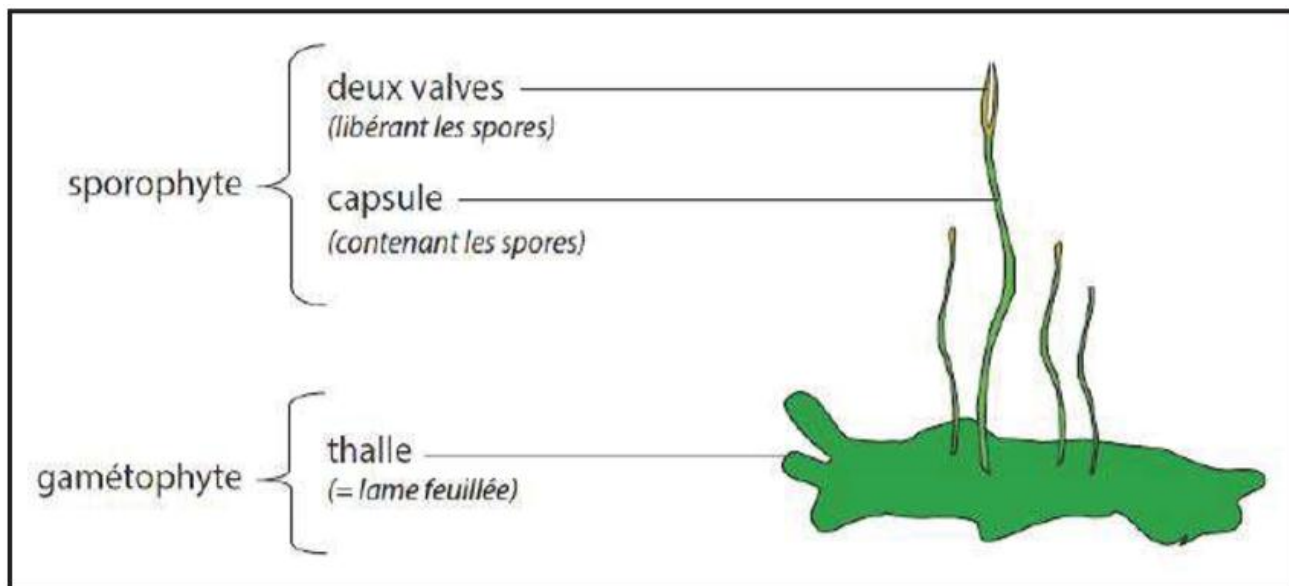 deux valves
(libérant les spores)
sporophyte
capsule
(contenant les spores)
thalle
gamétophyte
(= lame feuillée)